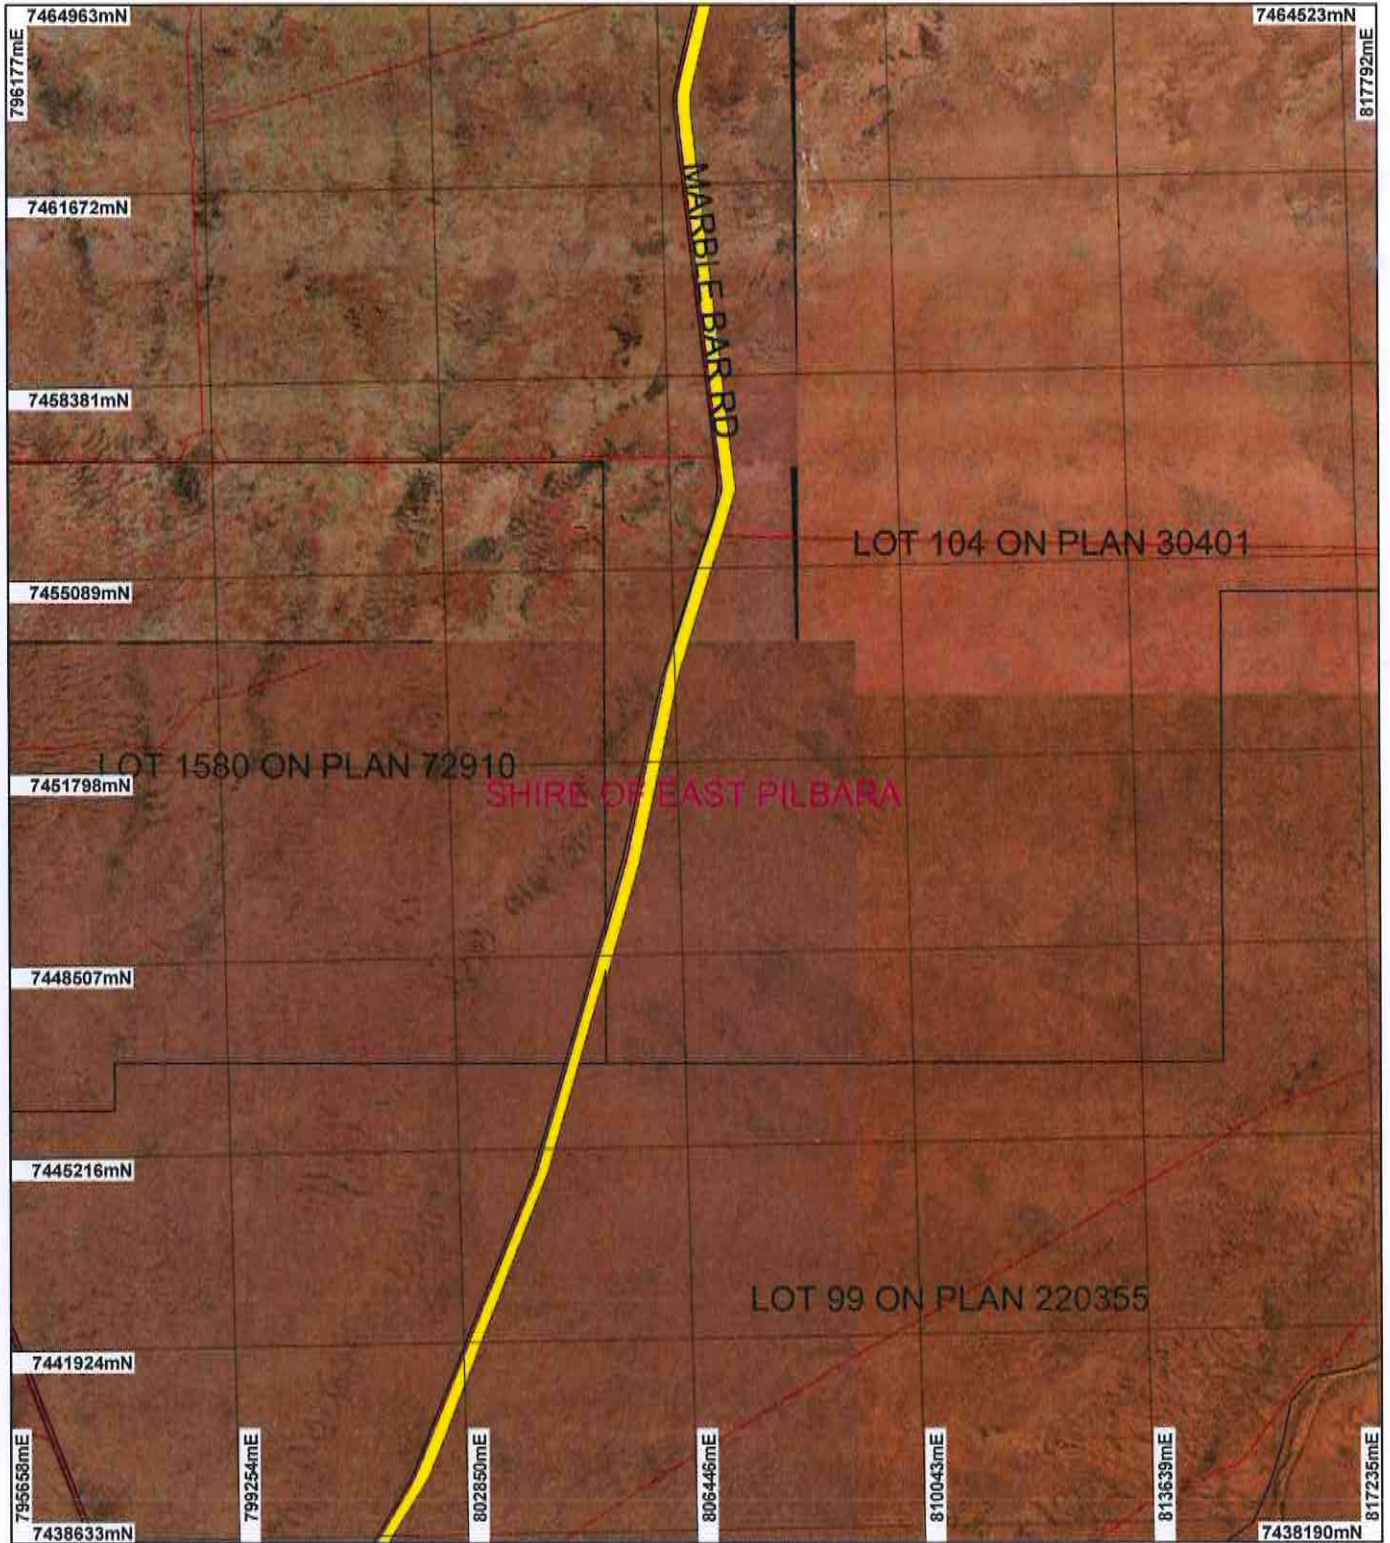 7464963mN
7464523mN
796177mE
817792mE
MARBLE BAR RD
7461672mN
7458381mN
LOT 104 ON PLAN 30401
7455089mN
LOT 1580 ON PLAN 72910
7451798mN
SHIRE OF EAST PILBARA
7448507mN
7445216mN
LOT 99 ON PLAN 220355
7441924mN
795658mE
799254mE
802850mE
806446mE
810043mE
813639mE
817235mE
7438633mN
7438190mN